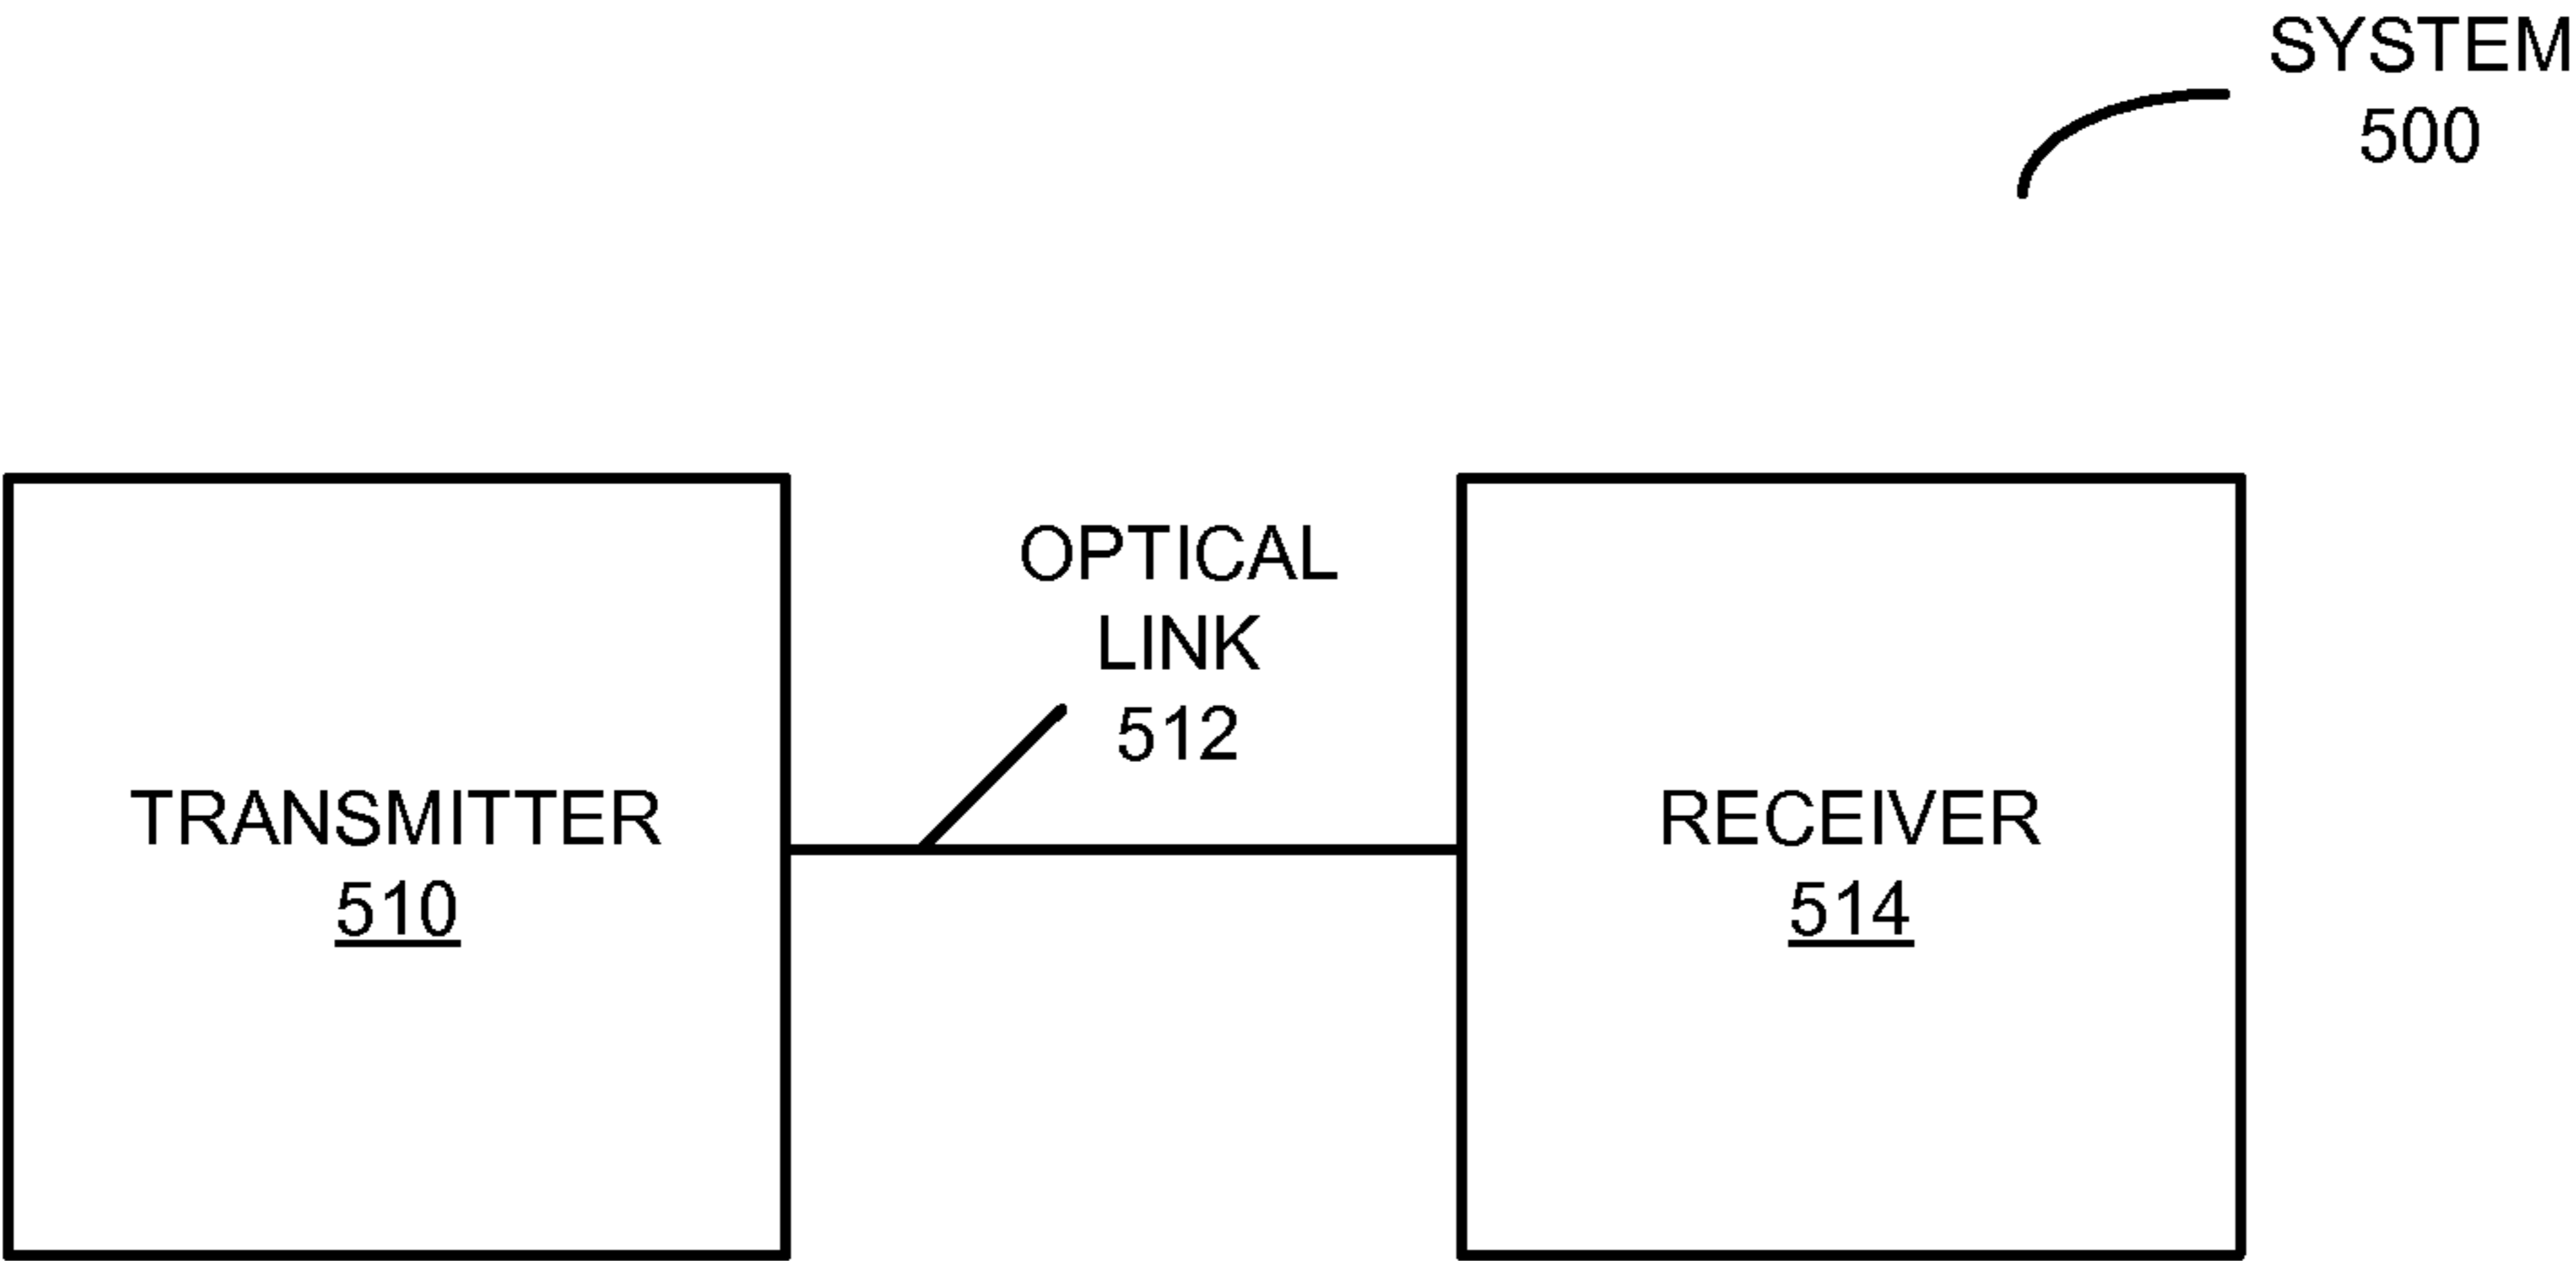 SYSTEM
500
OPTICAL
LINK
512
TRANSMITTER
510
RECEIVER
514